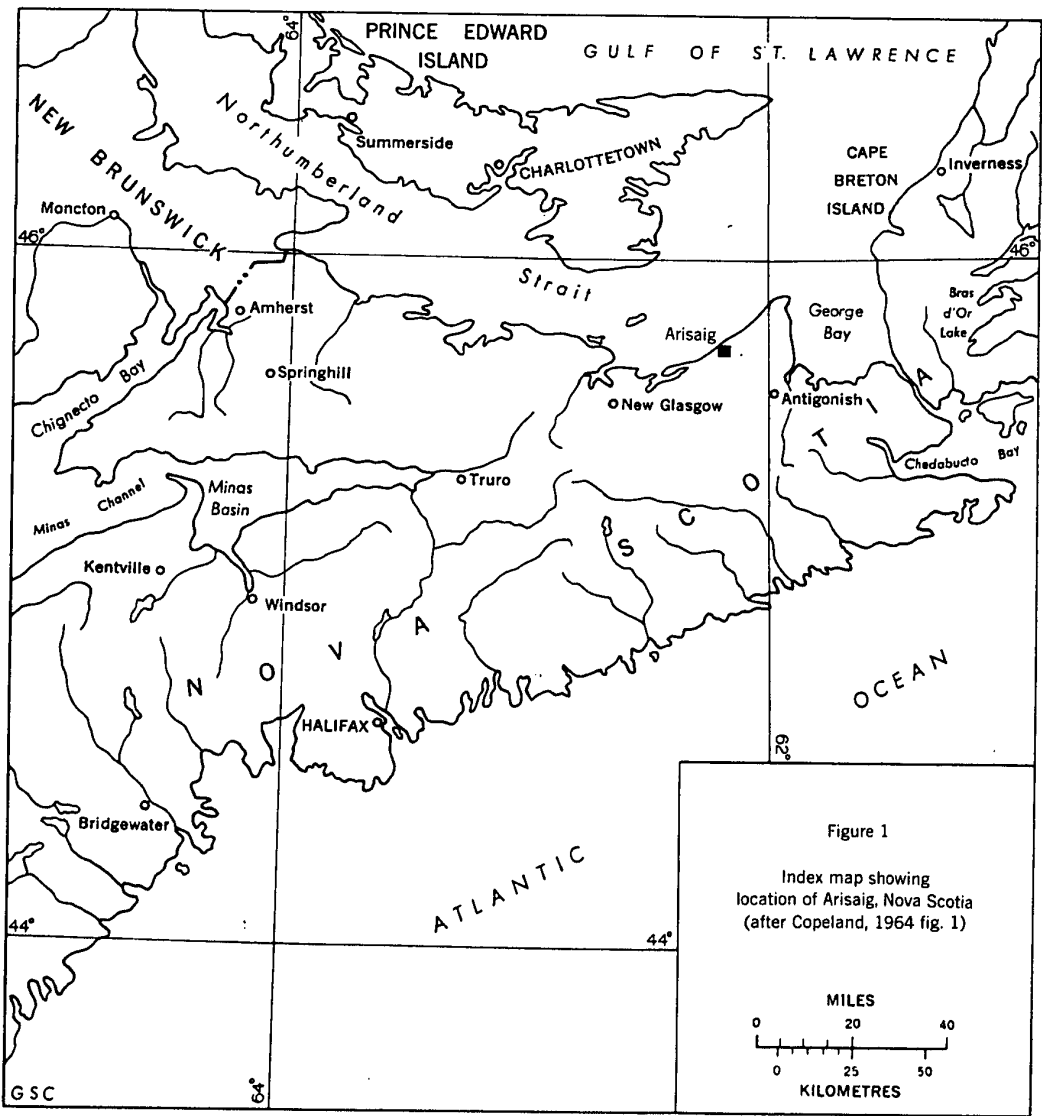 64°
PRINCE EDWARD
ISLAND
GULF OF ST. LAWRENCE
NEW BRUNSWICK
Northumberland
Strait
Summerside
CHARLOTTETOWN
CAPE
BRETON
ISLAND
Inverness
Moncton
46°
46°
Amherst
Arisaig
George
Bay
Bras
d'Or
Lake
Springhill
Chignecto Bay
New Glasgow
Antigonish
Chedabucto Bay
Minas Channel
Minas
Basin
Truro
Kentville
Windsor
NOVA SCOTIA
HALIFAX
OCEAN
62°
Bridgewater
ATLANTIC
44°
44°
64°
GSC
Figure 1
Index map showing
location of Arisaig, Nova Scotia
(after Copeland, 1964 fig. 1)
MILES
0 20 40
0 25 50
KILOMETRES